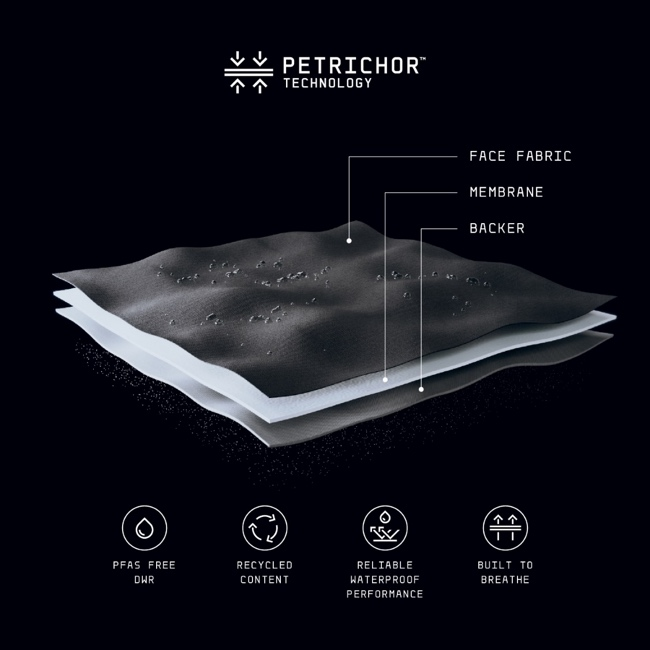 PETRICHOR™
TECHNOLOGY
FACE FABRIC
MEMBRANE
BACKER
PFAS FREE
DWR
RECYCLED
CONTENT
RELIABLE
WATERPROOF
PERFORMANCE
BUILT TO
BREATHE